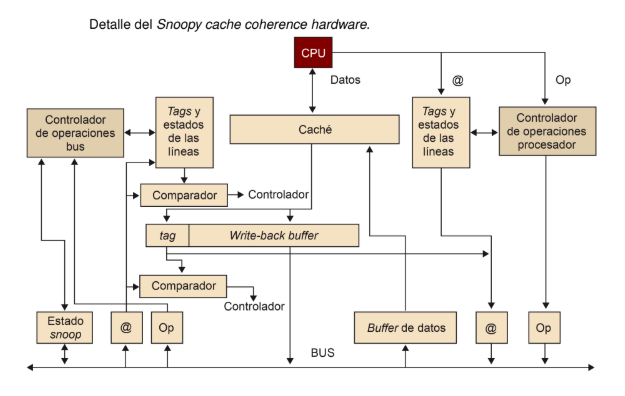 Detalle del Snoopy cache coherence hardware.
CPU
Datos
@
Op
Controlador
de operaciones
bus
Tags y
estados
de las
líneas
Caché
Tags y
estados
de las
líneas
Controlador
de operaciones
procesador
Comparador
Controlador
tag
Write-back buffer
Comparador
Controlador
Estado
snoop
@
Op
Buffer de datos
@
Op
BUS